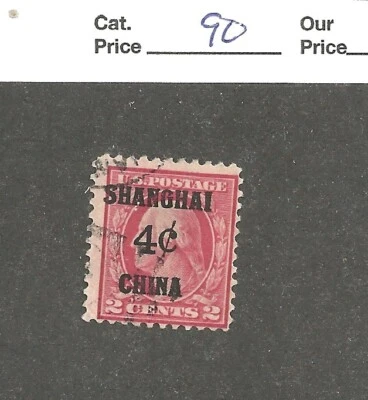 Cat. Our
Price 90 Price
U.S. POSTAGE
SHANGHAI
4¢
CHINA
2 CENTS 2